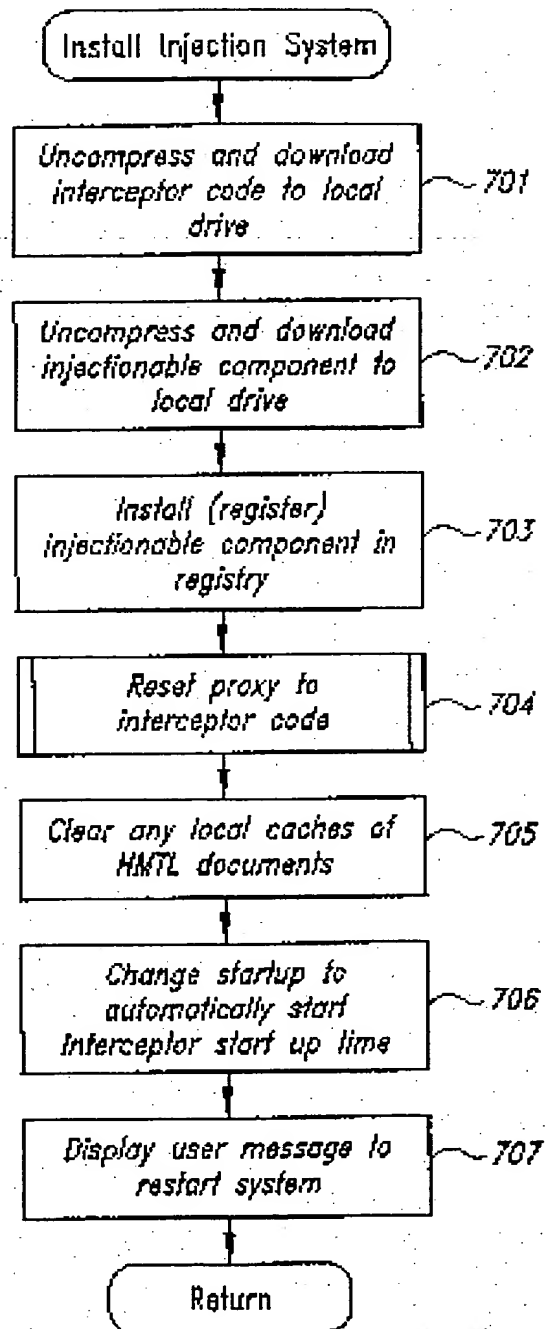 Install Injection System
Uncompress and download
interceptor code to local
drive
701
Uncompress and download
injectionable component to
local drive
702
Install (register)
injectionable component in
registry
703
Reset proxy to
interceptor code
704
Clear any local caches of
HMTL documents
705
Change startup to
automatically start
Interceptor start up time
706
Display user message to
restart system
707
Return